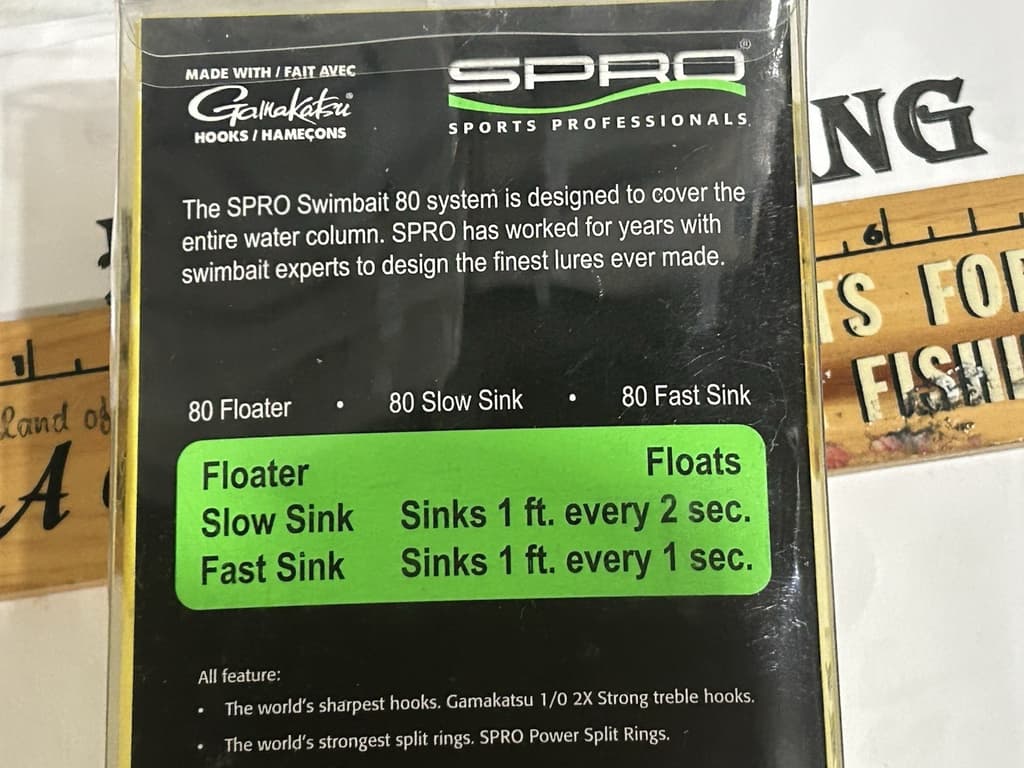 MADE WITH / FAIT AVEC
Gamakatsu®
HOOKS / HAMEÇONS
SPRO®
SPORTS PROFESSIONALS
The SPRO Swimbait 80 system is designed to cover the
entire water column. SPRO has worked for years with
swimbait experts to design the finest lures ever made.
80 Floater • 80 Slow Sink • 80 Fast Sink
Floater Floats
Slow Sink Sinks 1 ft. every 2 sec.
Fast Sink Sinks 1 ft. every 1 sec.
All feature:
• The world's sharpest hooks. Gamakatsu 1/0 2X Strong treble hooks.
• The world's strongest split rings. SPRO Power Split Rings.
NG
6
TS FOR
FISHI
1
land of
A